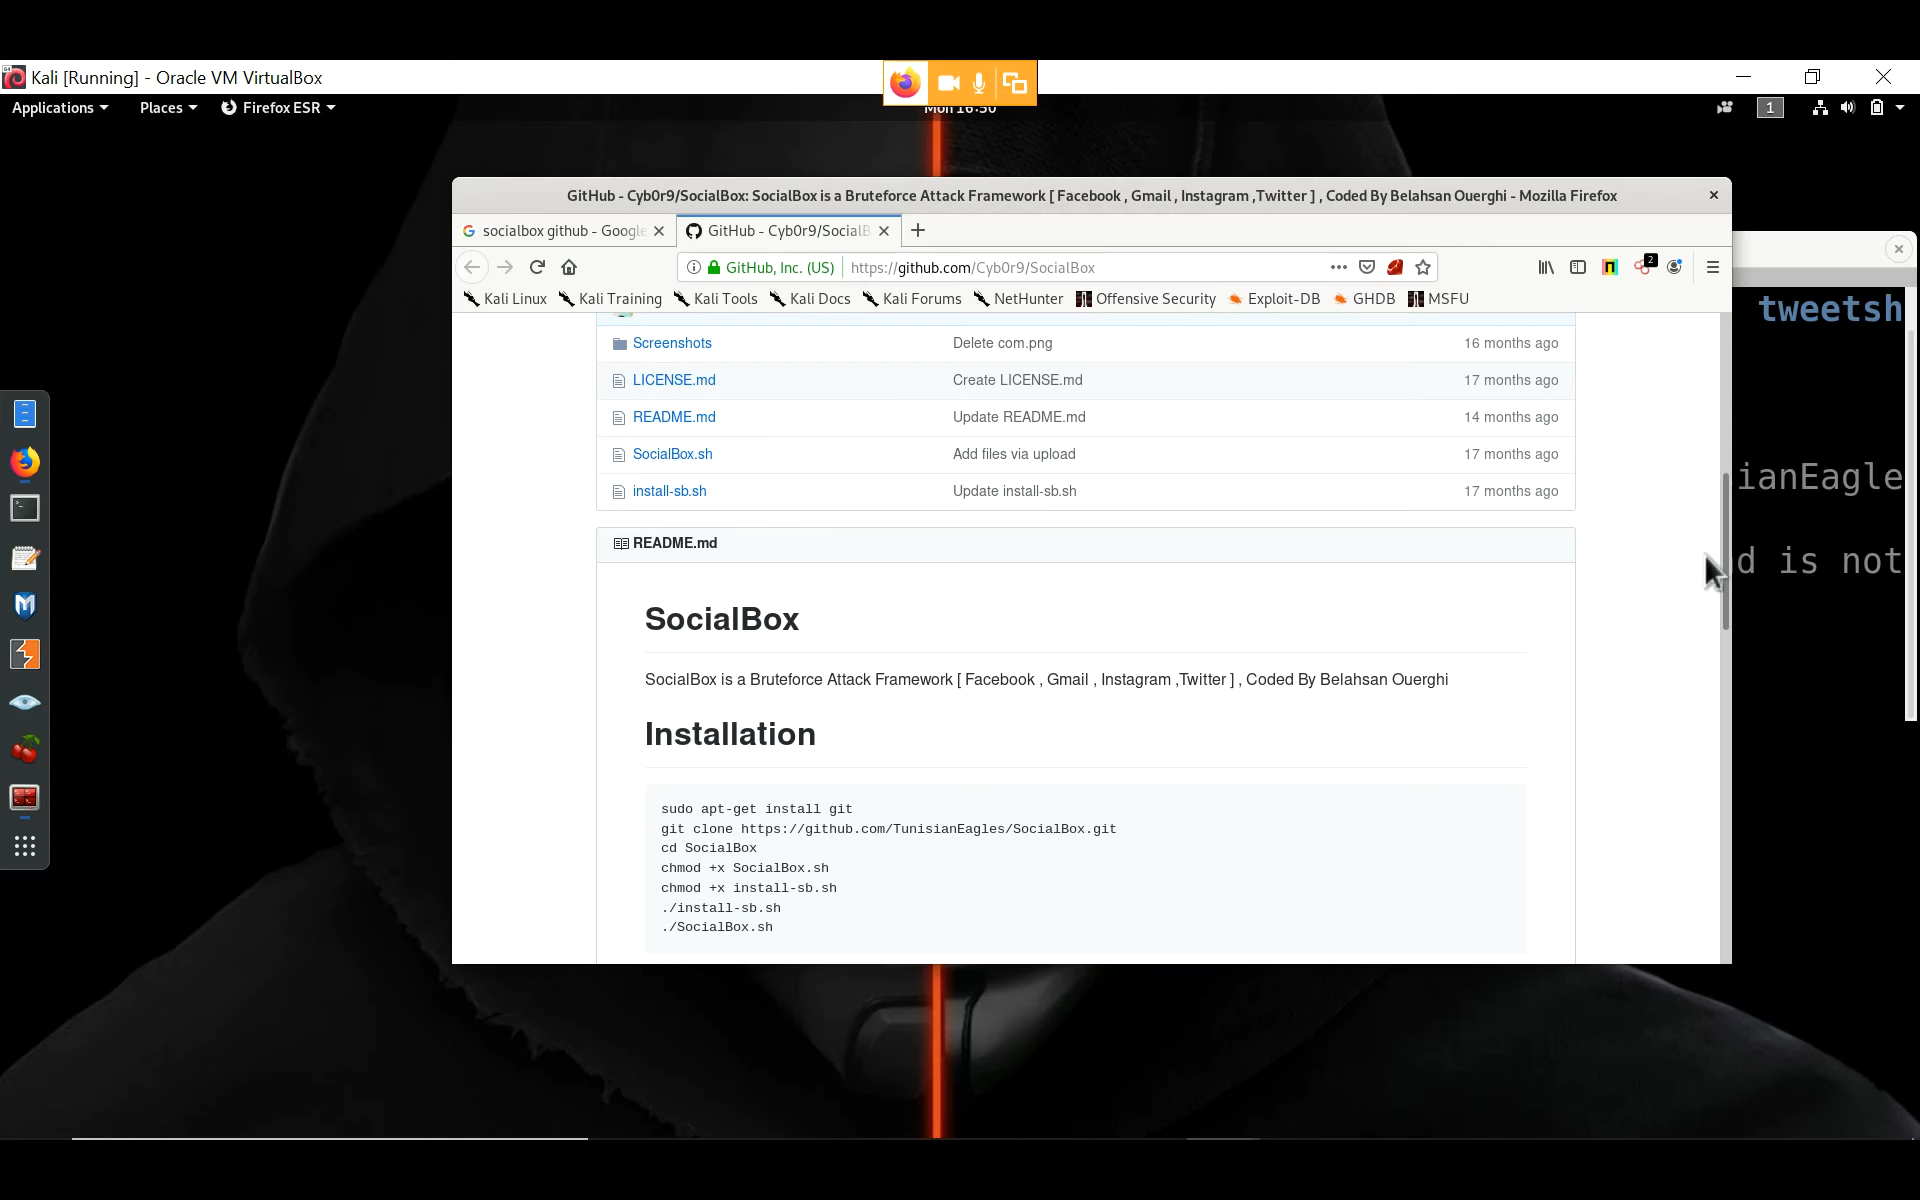 Kali [Running] - Oracle VM VirtualBox
Applications Places Firefox ESR Mon 16:50 1
GitHub - Cyb0r9/SocialBox: SocialBox is a Bruteforce Attack Framework [ Facebook , Gmail , Instagram ,Twitter ] , Coded By Belahsan Ouerghi - Mozilla Firefox
socialbox github - Google GitHub - Cyb0r9/SocialB
GitHub, Inc. (US) https://github.com/Cyb0r9/SocialBox 2
Kali Linux Kali Training Kali Tools Kali Docs Kali Forums NetHunter Offensive Security Exploit-DB GHDB MSFU
tweetsh
Screenshots Delete com.png 16 months ago
LICENSE.md Create LICENSE.md 17 months ago
README.md Update README.md 14 months ago
SocialBox.sh Add files via upload 17 months ago
ianEagle
install-sb.sh Update install-sb.sh 17 months ago
README.md
d is not
SocialBox
SocialBox is a Bruteforce Attack Framework [ Facebook , Gmail , Instagram ,Twitter ] , Coded By Belahsan Ouerghi
Installation
sudo apt-get install git
git clone https://github.com/TunisianEagles/SocialBox.git
cd SocialBox
chmod +x SocialBox.sh
chmod +x install-sb.sh
./install-sb.sh
./SocialBox.sh